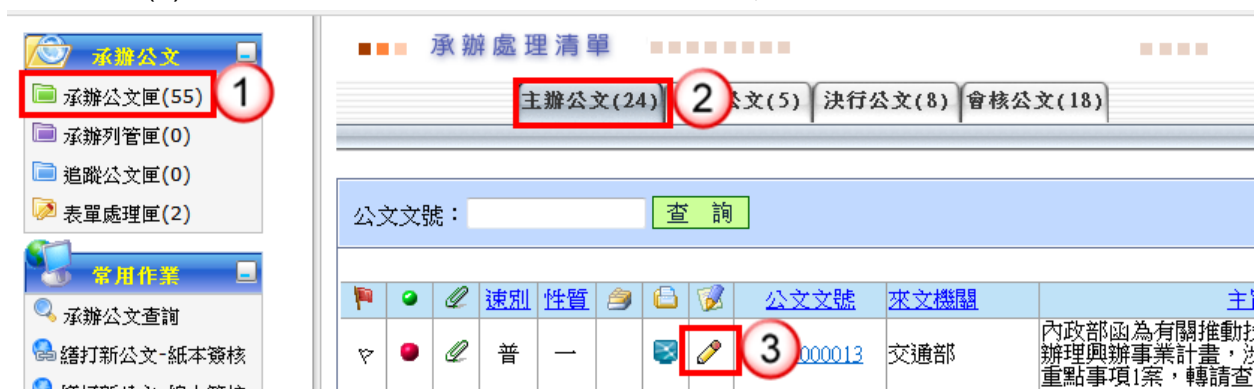 承辦公文
承辦公文匣(55)
1
承辦列管匣(0)
追蹤公文匣(0)
表單處理匣(2)
常用作業
承辦公文查詢
繕打新公文-紙本簽核
承辦處理清單
主辦公文(24)
2
文(5)
決行公文(8)
會核公文(18)
公文文號：
查 詢
速別 性質 公文文號 來文機關
普 一 3 000013 交通部
內政部函為有關推動
辦理興辦事業計畫，
重點事項1案，轉請查